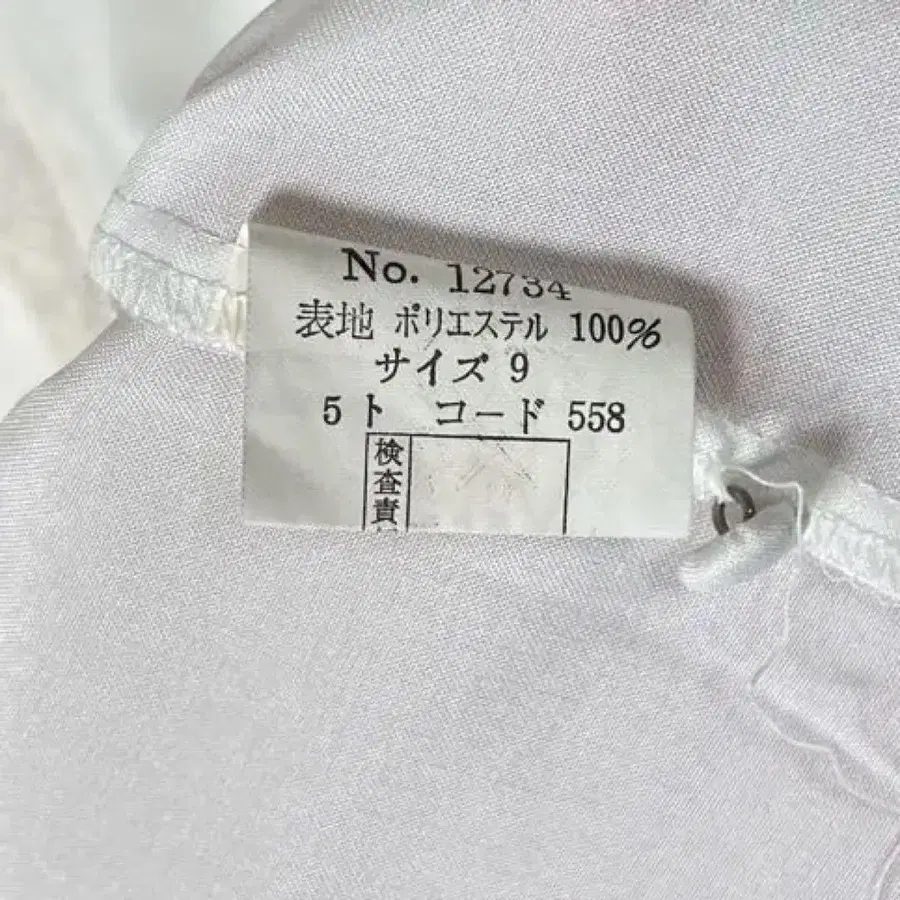 No. 12734
表地 ポリエステル 100%
サイズ 9
5ト コード 558
検査責